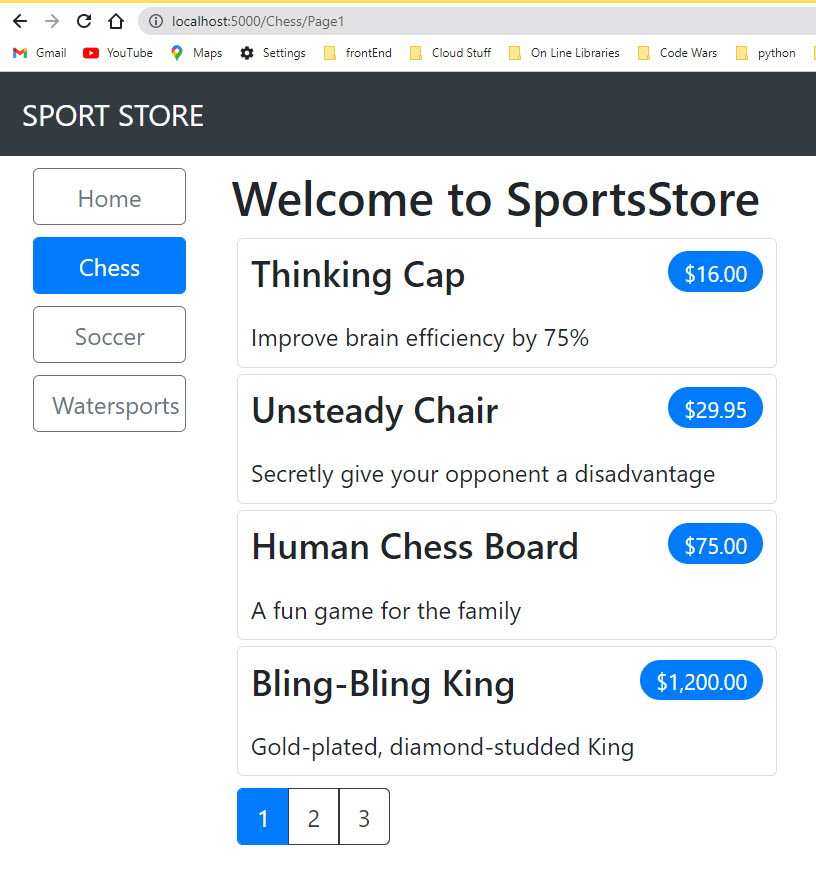 localhost:5000/Chess/Page1
Gmail YouTube Maps Settings frontEnd Cloud Stuff On Line Libraries Code Wars python
SPORT STORE
Home
Chess
Soccer
Watersports
Welcome to SportsStore
Thinking Cap $16.00
Improve brain efficiency by 75%
Unsteady Chair $29.95
Secretly give your opponent a disadvantage
Human Chess Board $75.00
A fun game for the family
Bling-Bling King $1,200.00
Gold-plated, diamond-studded King
1 2 3